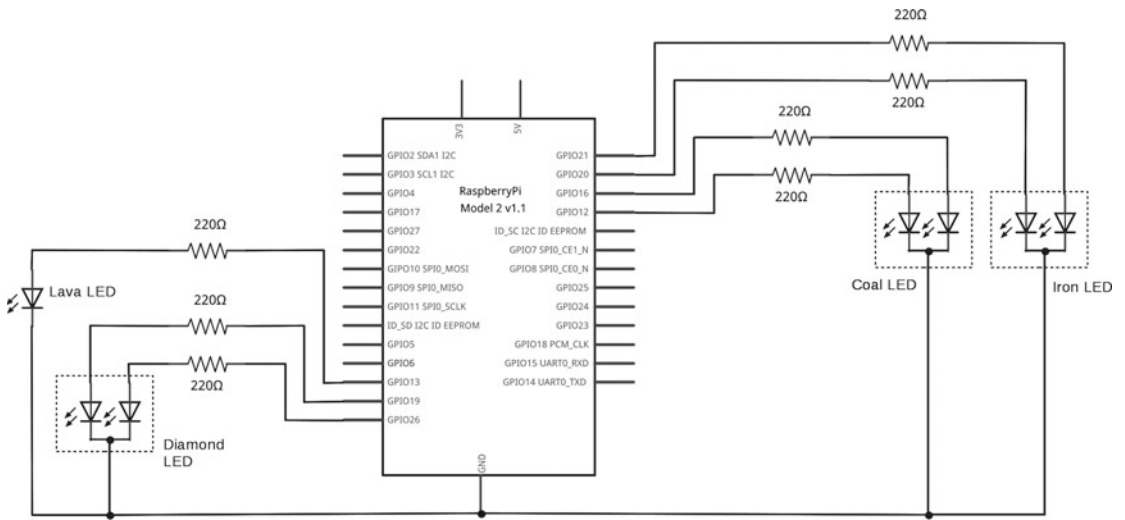 220Ω
220Ω
220Ω
220Ω
3V3
5V
GPIO2 SDA1 I2C
GPIO3 SCL1 I2C
GPIO4
GPIO17
GPIO27
GPIO22
GIPO10 SPI0_MOSI
GPIO9 SPI0_MISO
GPIO11 SPI0_SCLK
ID_SD I2C ID EEPROM
GPIO5
GPIO6
GPIO13
GPIO19
GPIO26
RaspberryPi
Model 2 v1.1
GPIO21
GPIO20
GPIO16
GPIO12
ID_SC I2C ID EEPROM
GPIO7 SPI0_CE1_N
GPIO8 SPI0_CE0_N
GPIO25
GPIO24
GPIO23
GPIO18 PCM_CLK
GPIO15 UART0_RXD
GPIO14 UART0_TXD
GND
220Ω
Lava LED
220Ω
220Ω
Diamond
LED
Coal LED
Iron LED